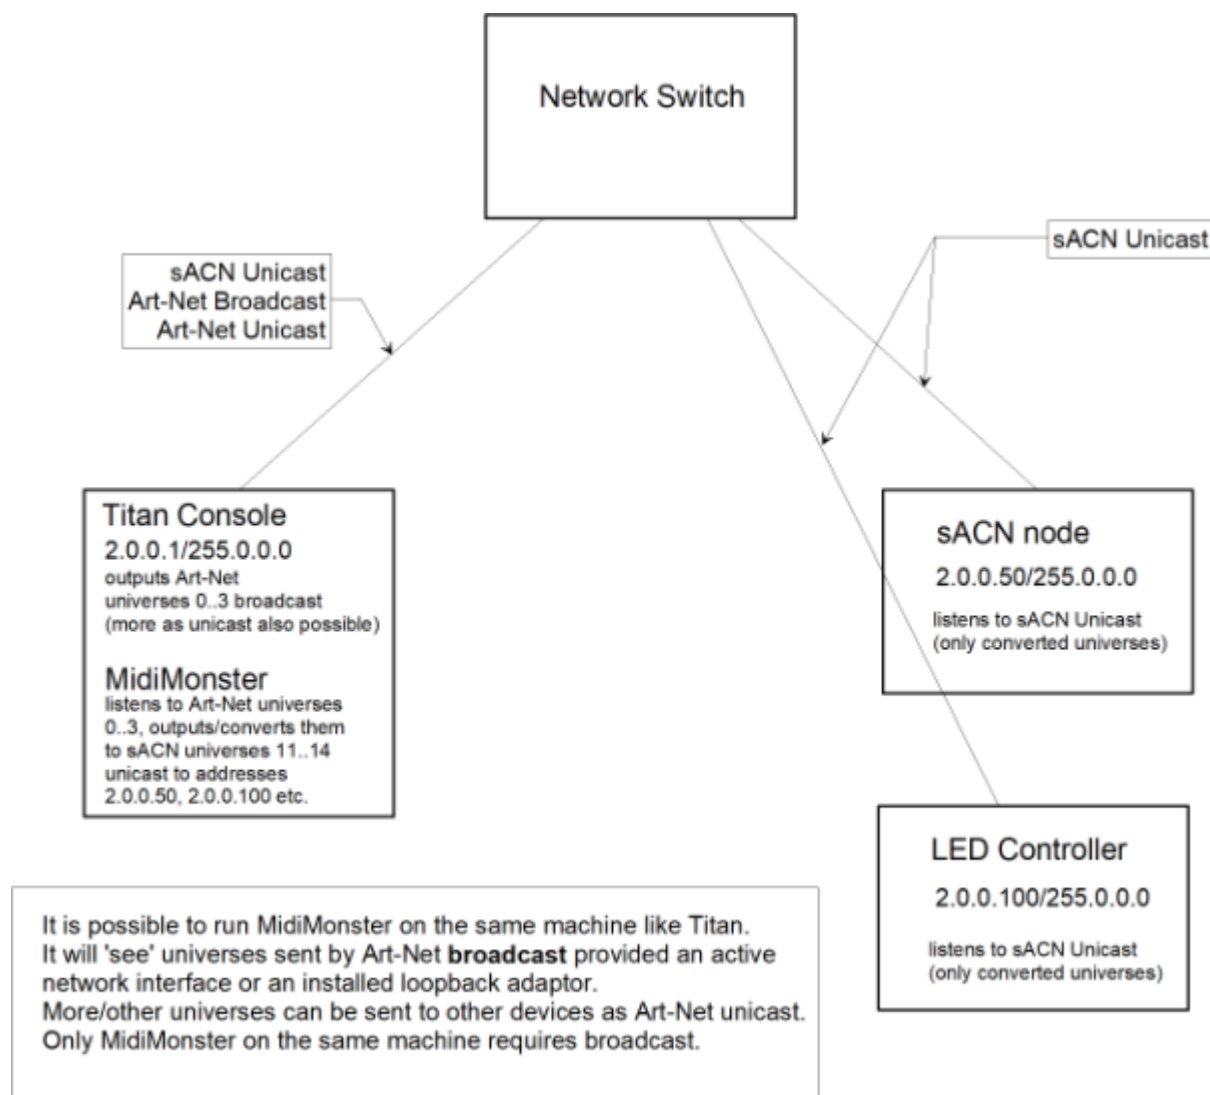 Network Switch
sACN Unicast
Art-Net Broadcast
Art-Net Unicast
sACN Unicast
Titan Console
2.0.0.1/255.0.0.0
outputs Art-Net
universes 0..3 broadcast
(more as unicast also possible)
MidiMonster
listens to Art-Net universes
0..3, outputs/converts them
to sACN universes 11..14
unicast to addresses
2.0.0.50, 2.0.0.100 etc.
sACN node
2.0.0.50/255.0.0.0
listens to sACN Unicast
(only converted universes)
LED Controller
2.0.0.100/255.0.0.0
listens to sACN Unicast
(only converted universes)
It is possible to run MidiMonster on the same machine like Titan.
It will 'see' universes sent by Art-Net broadcast provided an active
network interface or an installed loopback adaptor.
More/other universes can be sent to other devices as Art-Net unicast.
Only MidiMonster on the same machine requires broadcast.